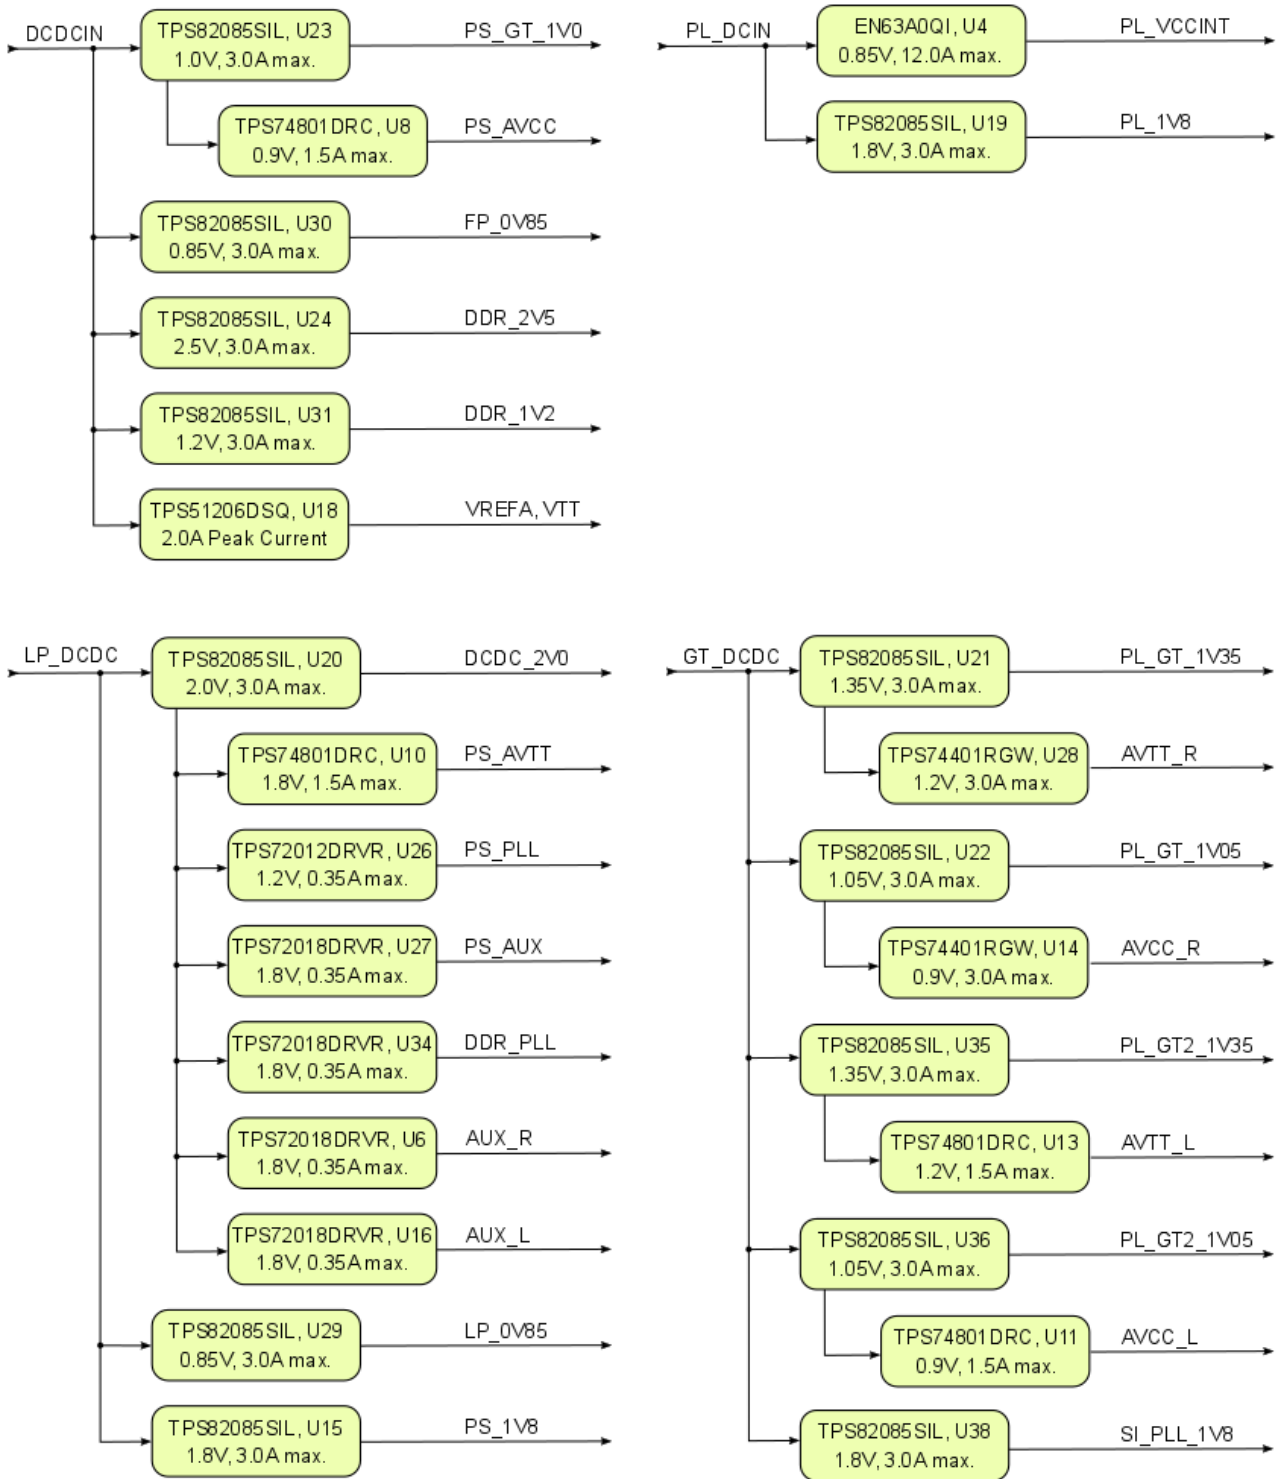 DCDCIN
TPS82085SIL, U23
1.0V, 3.0A max.
PS_GT_1V0
TPS74801DRC, U8
0.9V, 1.5A max.
PS_AVCC
TPS82085SIL, U30
0.85V, 3.0A max.
FP_0V85
TPS82085SIL, U24
2.5V, 3.0A max.
DDR_2V5
TPS82085SIL, U31
1.2V, 3.0A max.
DDR_1V2
TPS51206DSQ, U18
2.0A Peak Current
VREFA, VTT
PL_DCIN
EN63A0QI, U4
0.85V, 12.0A max.
PL_VCCINT
TPS82085SIL, U19
1.8V, 3.0A max.
PL_1V8
LP_DCDC
TPS82085SIL, U20
2.0V, 3.0A max.
DCDC_2V0
TPS74801DRC, U10
1.8V, 1.5A max.
PS_AVTT
TPS72012DRVR, U26
1.2V, 0.35A max.
PS_PLL
TPS72018DRVR, U27
1.8V, 0.35A max.
PS_AUX
TPS72018DRVR, U34
1.8V, 0.35A max.
DDR_PLL
TPS72018DRVR, U6
1.8V, 0.35A max.
AUX_R
TPS72018DRVR, U16
1.8V, 0.35A max.
AUX_L
TPS82085SIL, U29
0.85V, 3.0A max.
LP_0V85
TPS82085SIL, U15
1.8V, 3.0A max.
PS_1V8
GT_DCDC
TPS82085SIL, U21
1.35V, 3.0A max.
PL_GT_1V35
TPS74401RGW, U28
1.2V, 3.0A max.
AVTT_R
TPS82085SIL, U22
1.05V, 3.0A max.
PL_GT_1V05
TPS74401RGW, U14
0.9V, 3.0A max.
AVCC_R
TPS82085SIL, U35
1.35V, 3.0A max.
PL_GT2_1V35
TPS74801DRC, U13
1.2V, 1.5A max.
AVTT_L
TPS82085SIL, U36
1.05V, 3.0A max.
PL_GT2_1V05
TPS74801DRC, U11
0.9V, 1.5A max.
AVCC_L
TPS82085SIL, U38
1.8V, 3.0A max.
SI_PLL_1V8